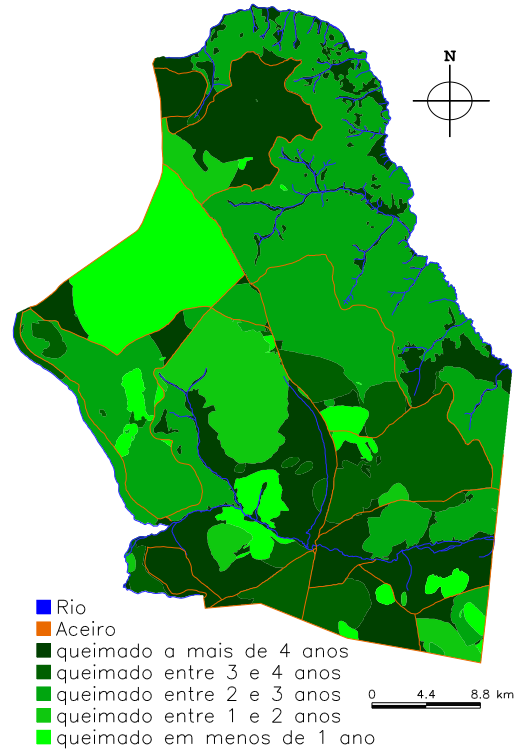 N
Rio
Aceiro
queimado a mais de 4 anos
queimado entre 3 e 4 anos
queimado entre 2 e 3 anos
queimado entre 1 e 2 anos
queimado em menos de 1 ano
0 4.4 8.8 km